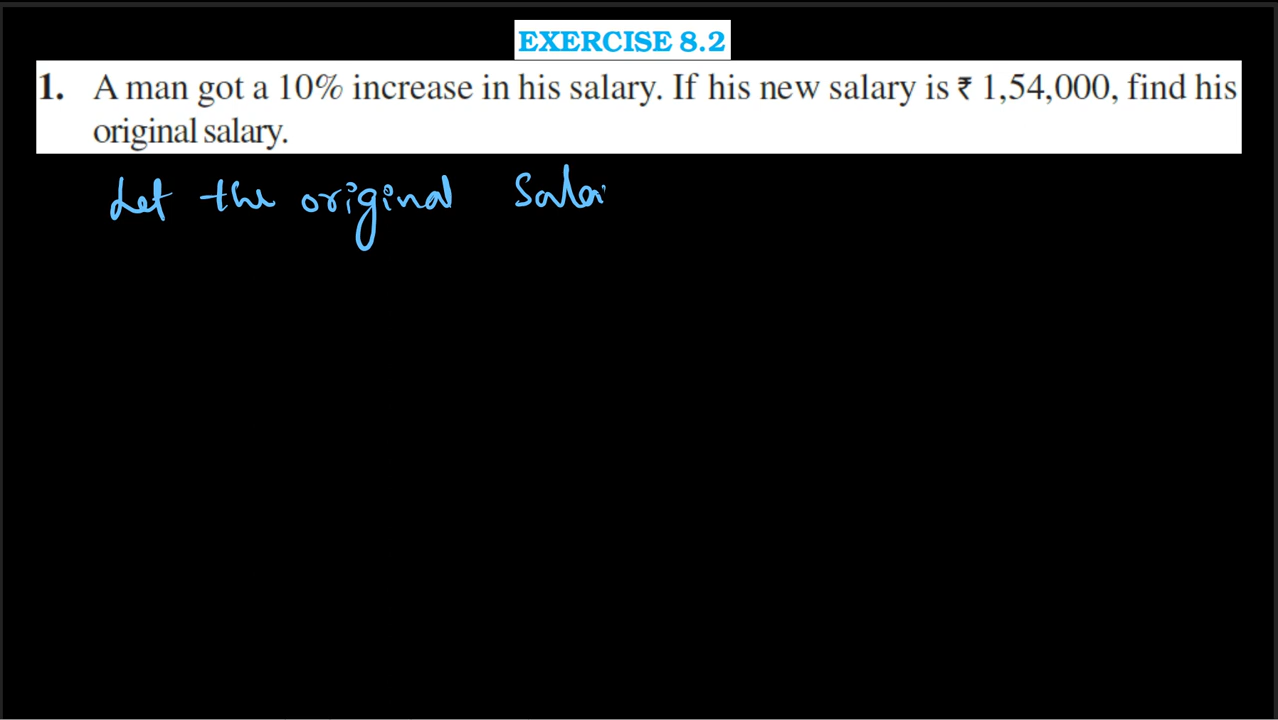 EXERCISE 8.2
1. A man got a 10% increase in his salary. If his new salary is ₹ 1,54,000, find his
original salary.
Let the original Sala